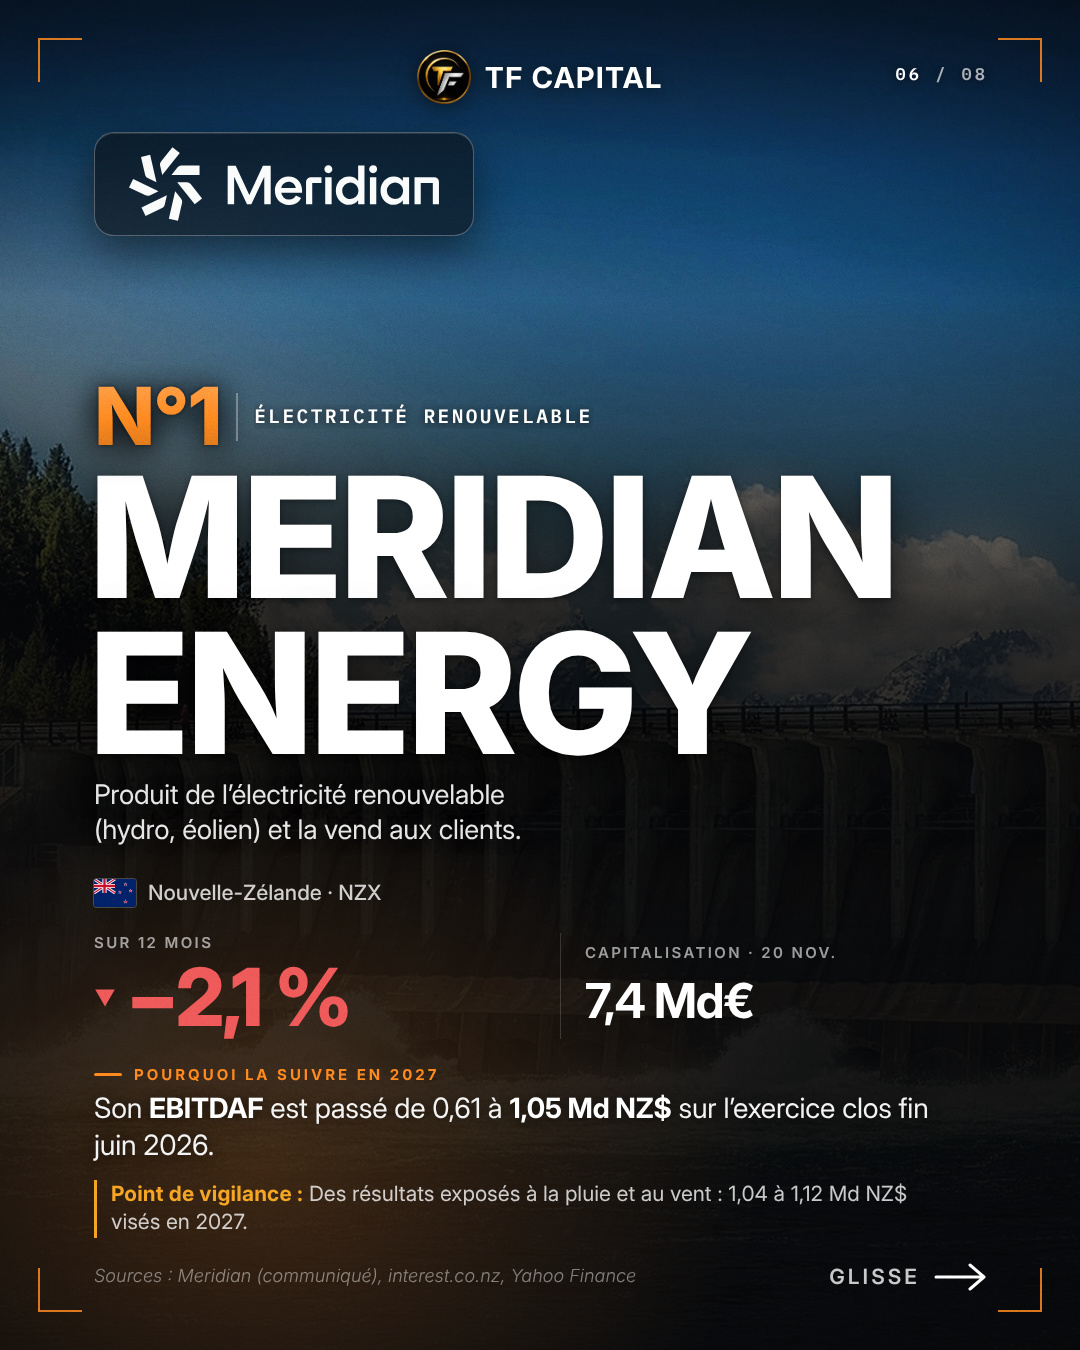 TF CAPITAL
06 / 08
Meridian
N°1
ÉLECTRICITÉ RENOUVELABLE
MERIDIAN
ENERGY
Produit de l’électricité renouvelable
(hydro, éolien) et la vend aux clients.
Nouvelle-Zélande · NZX
SUR 12 MOIS
▼ –2,1 %
CAPITALISATION · 20 NOV.
7,4 Md€
POURQUOI LA SUIVRE EN 2027
Son EBITDAF est passé de 0,61 à 1,05 Md NZ$ sur l’exercice clos fin
juin 2026.
Point de vigilance : Des résultats exposés à la pluie et au vent : 1,04 à 1,12 Md NZ$
visés en 2027.
Sources : Meridian (communiqué), interest.co.nz, Yahoo Finance
GLISSE →